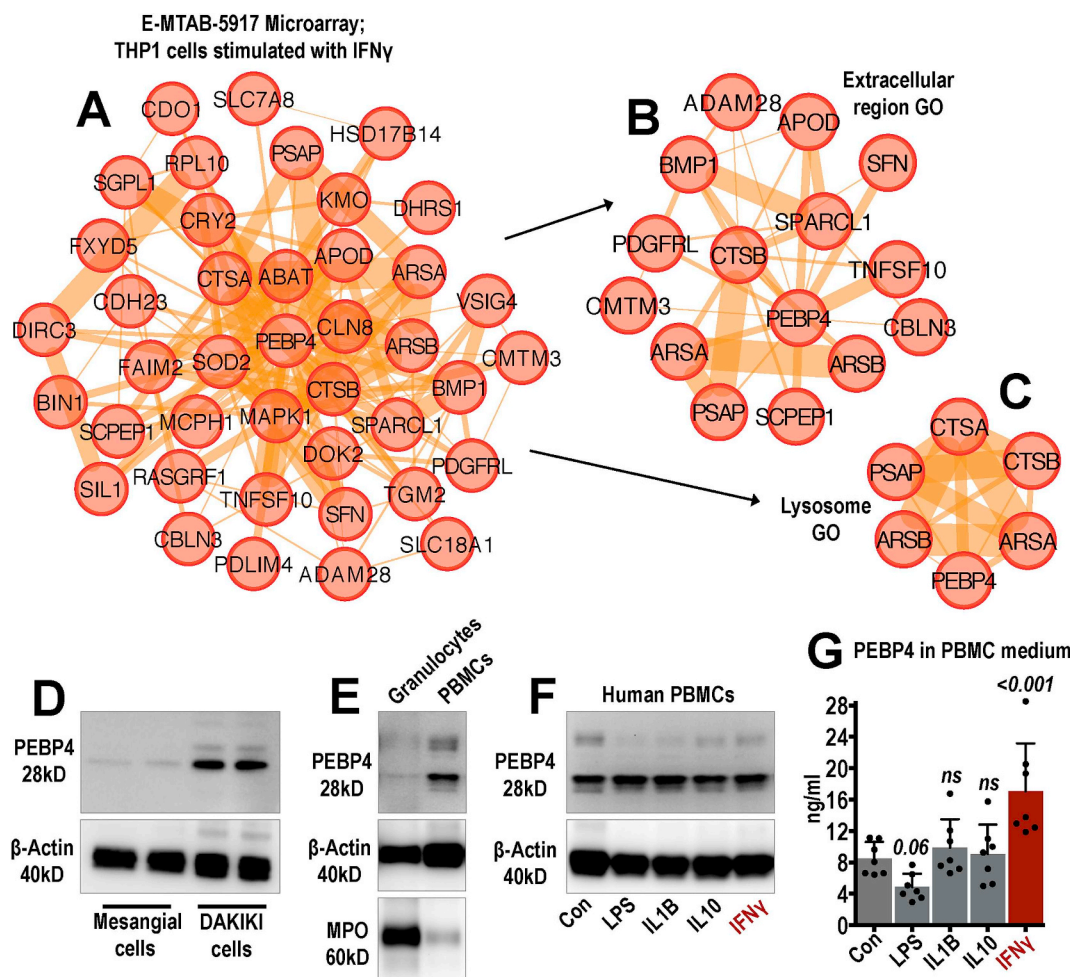 E-MTAB-5917 Microarray;
THP1 cells stimulated with IFNγ
A
SLC7A8
CDO1
HSD17B14
PSAP
RPL10
SGPL1
KMO
DHRS1
CRY2
FXYD5
APOD
CTSA
ABAT
ARSA
CDH23
VSIG4
DIRC3
PEBP4
CLN8
ARSB
CMTM3
FAIM2
SOD2
CTSB
BMP1
BIN1
SCPEP1
MCPH1
MAPK1
SPARCL1
DOK2
PDGFRL
SIL1
RASGRF1
TNFSF10
SFN
TGM2
CBLN3
SLC18A1
PDLIM4
ADAM28
B
Extracellular
region GO
ADAM28
APOD
BMP1
SFN
SPARCL1
PDGFRL
CTSB
TNFSF10
CMTM3
PEBP4
CBLN3
ARSA
ARSB
PSAP
SCPEP1
C
Lysosome
GO
CTSA
PSAP
CTSB
ARSB
ARSA
PEBP4
D
PEBP4
28kD
β-Actin
40kD
Mesangial
cells
DAKIKI
cells
E
Granulocytes
PBMCs
PEBP4
28kD
β-Actin
40kD
MPO
60kD
F
Human PBMCs
PEBP4
28kD
β-Actin
40kD
Con
LPS
IL1B
IL10
IFNγ
G
PEBP4 in PBMC medium
<0.001
ns
ns
0.06
ng/ml
28
24
20
16
12
8
4
0
Con
LPS
IL1B
IL10
IFNγ